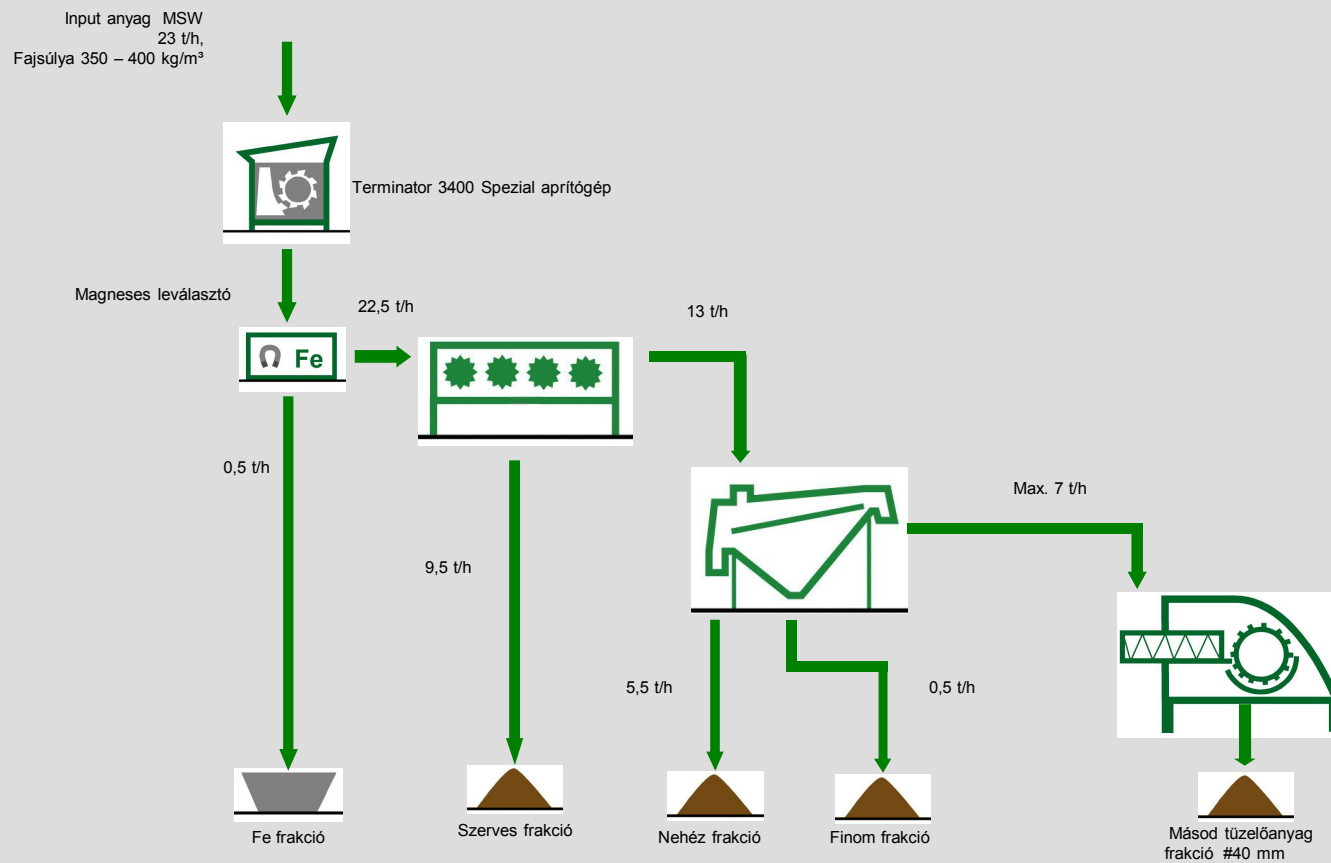 Input anyag MSW
23 t/h,
Fajsúlya 350 – 400 kg/m³
Terminator 3400 Spezial aprítógép
Magneses leválasztó
22,5 t/h
13 t/h
Fe
0,5 t/h
Max. 7 t/h
9,5 t/h
5,5 t/h
0,5 t/h
Fe frakció
Szerves frakció
Nehéz frakció
Finom frakció
Másod tüzelőanyag
frakció #40 mm